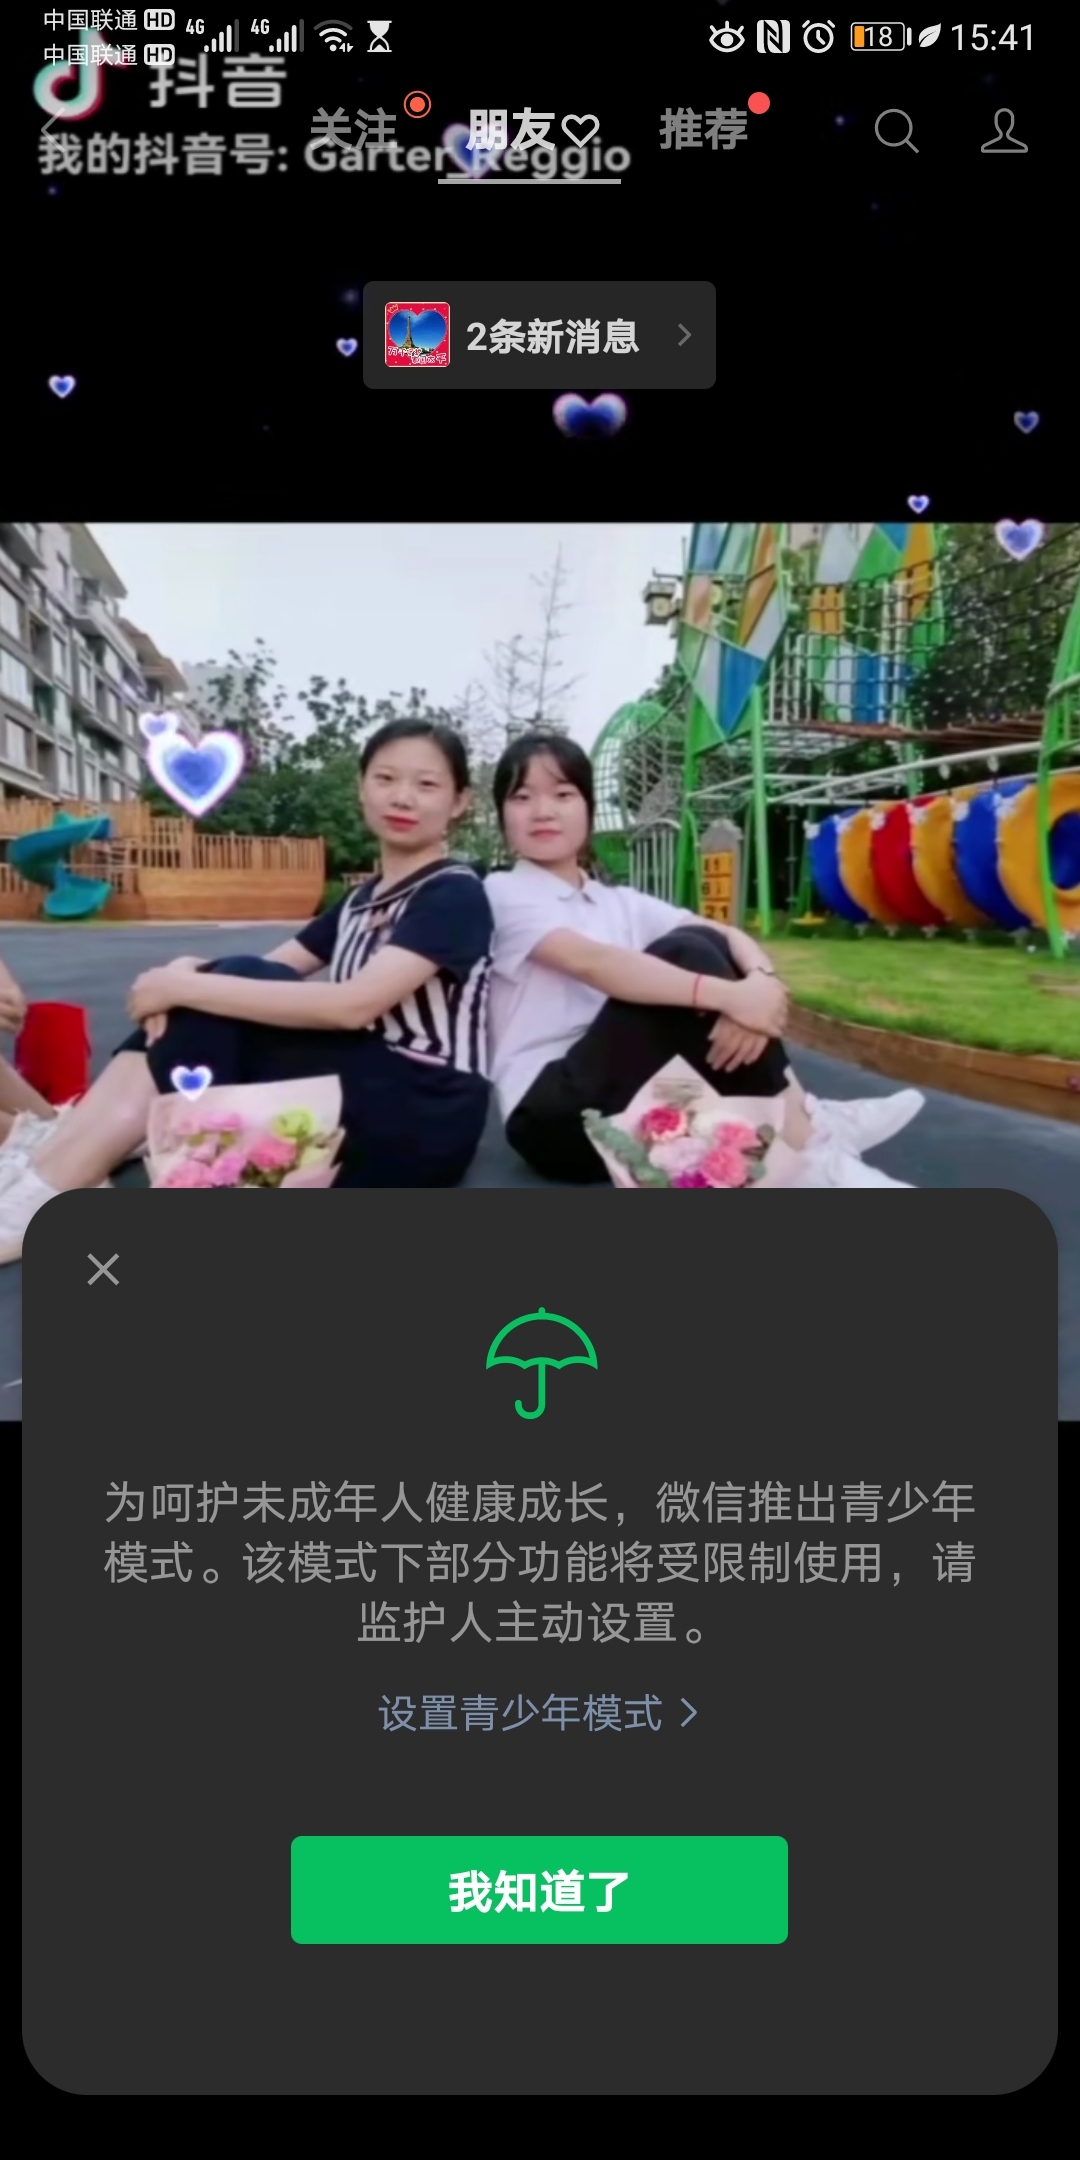 中国联通 HD 4G 4G 18 15:41
中国联通 HD
抖音
关注 朋友♡ 推荐
我的抖音号: Garter_Reggio
2条新消息
为呵护未成年人健康成长，微信推出青少年
模式。该模式下部分功能将受限制使用，请
监护人主动设置。
设置青少年模式
我知道了